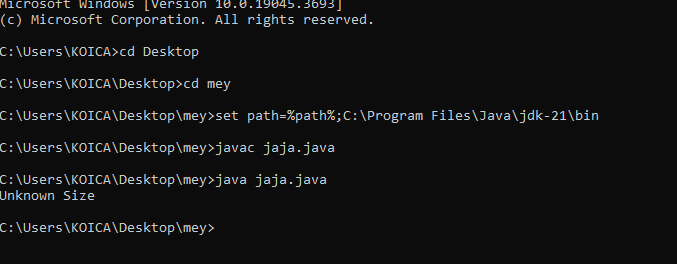 Microsoft Windows [Version 10.0.19045.3693]
(c) Microsoft Corporation. All rights reserved.
C:\Users\KOICA>cd Desktop
C:\Users\KOICA\Desktop>cd mey
C:\Users\KOICA\Desktop\mey>set path=%path%;C:\Program Files\Java\jdk-21\bin
C:\Users\KOICA\Desktop\mey>javac jaja.java
C:\Users\KOICA\Desktop\mey>java jaja.java
Unknown Size
C:\Users\KOICA\Desktop\mey>